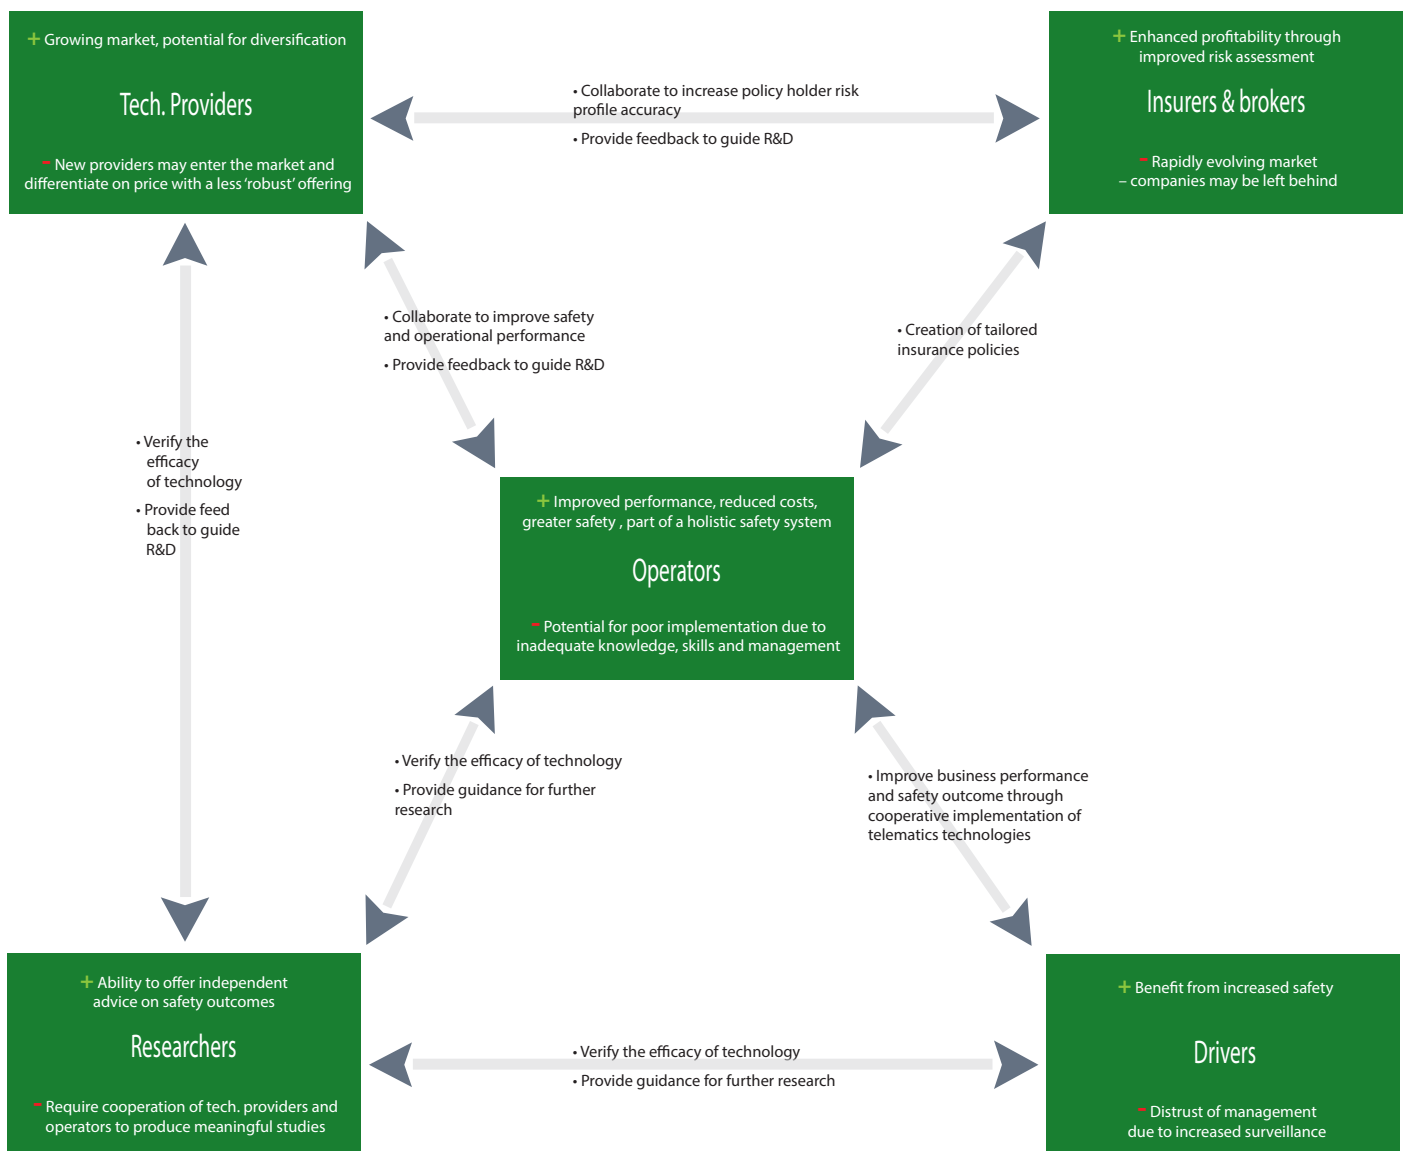 + Growing market, potential for diversification
Tech. Providers
- New providers may enter the market and
differentiate on price with a less ‘robust’ offering
• Collaborate to increase policy holder risk
profile accuracy
• Provide feedback to guide R&D
+ Enhanced profitability through
improved risk assessment
Insurers & brokers
- Rapidly evolving market
– companies may be left behind
• Collaborate to improve safety
and operational performance
• Provide feedback to guide R&D
• Creation of tailored
insurance policies
• Verify the
efficacy
of technology
• Provide feed
back to guide
R&D
+ Improved performance, reduced costs,
greater safety , part of a holistic safety system
Operators
- Potential for poor implementation due to
inadequate knowledge, skills and management
• Verify the efficacy of technology
• Provide guidance for further
research
• Improve business performance
and safety outcome through
cooperative implementation of
telematics technologies
+ Ability to offer independent
advice on safety outcomes
Researchers
- Require cooperation of tech. providers and
operators to produce meaningful studies
• Verify the efficacy of technology
• Provide guidance for further research
+ Benefit from increased safety
Drivers
- Distrust of management
due to increased surveillance